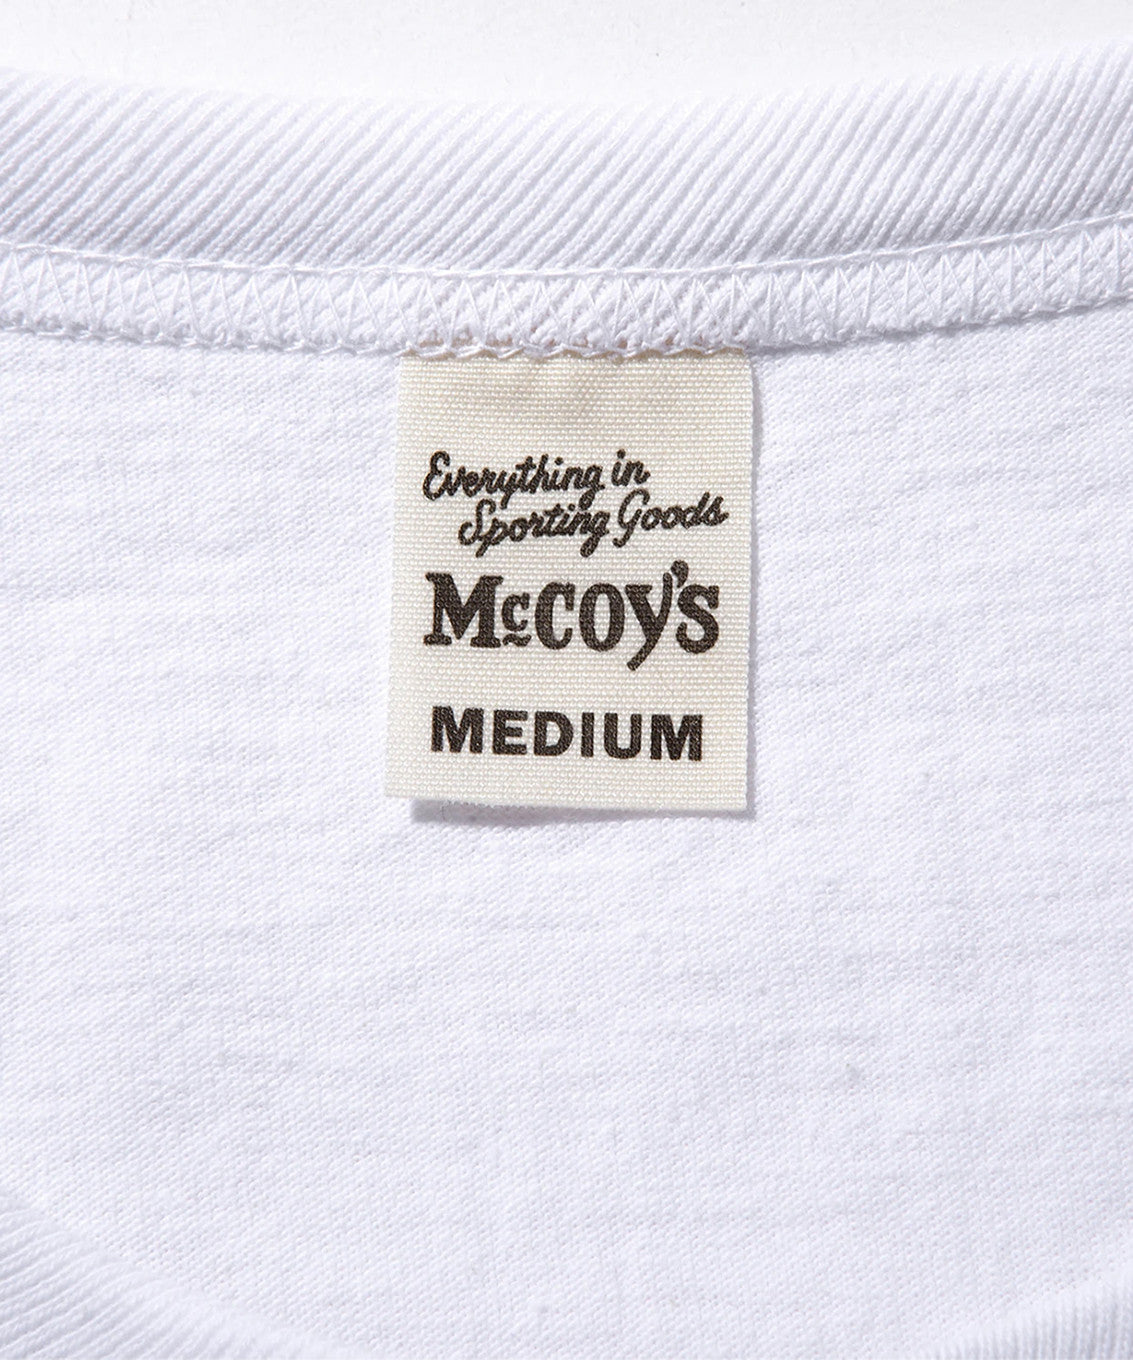 Everything in
Sporting Goods
McCOY'S
MEDIUM